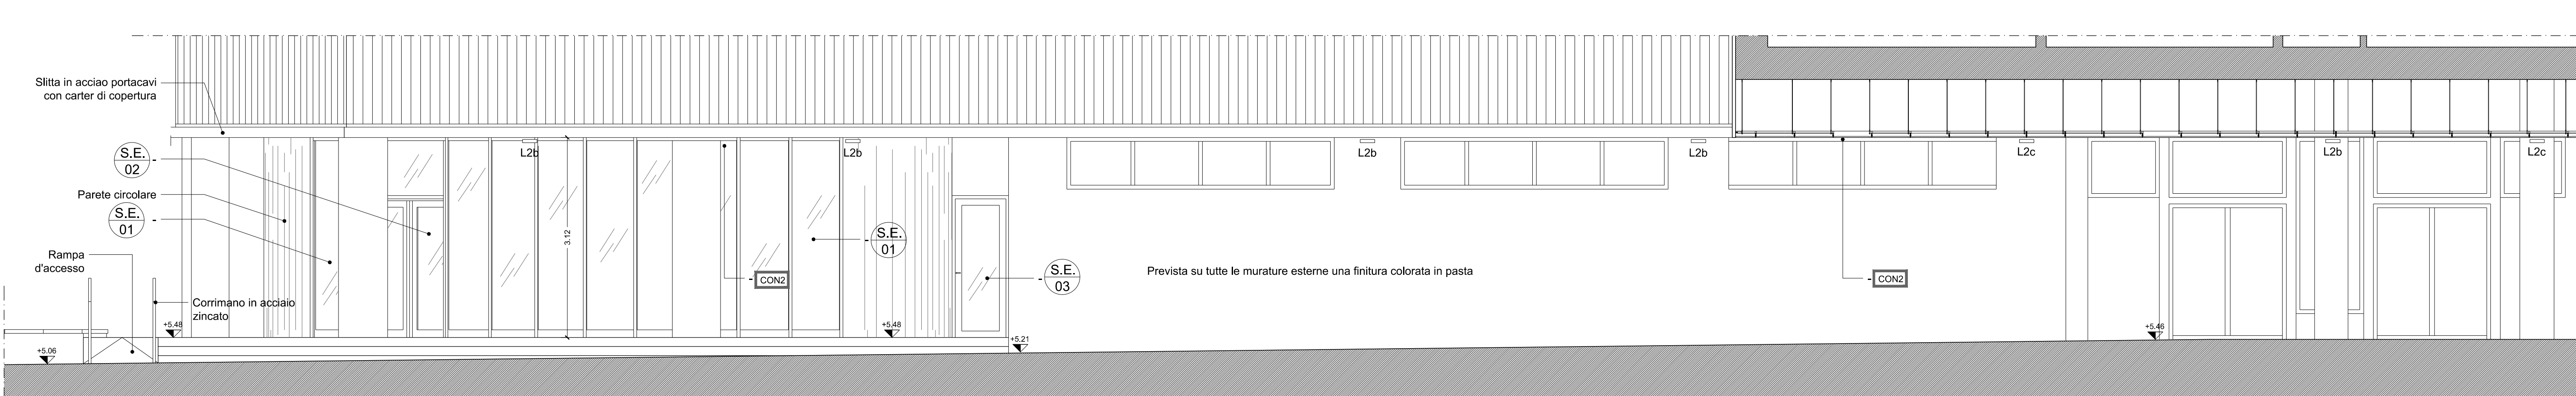 Slitta in acciao portacavi
con carter di copertura
S.E.
02
Parete circolare
S.E.
01
Rampa
d'accesso
Corrimano in acciaio
zincato
+5.06
+5.48
L2b
3.12
L2b
CON2
S.E.
01
+5.48
S.E.
03
+5.21
Prevista su tutte le murature esterne una finitura colorata in pasta
L2b
L2b
CON2
L2c
+5.46
L2b
L2c